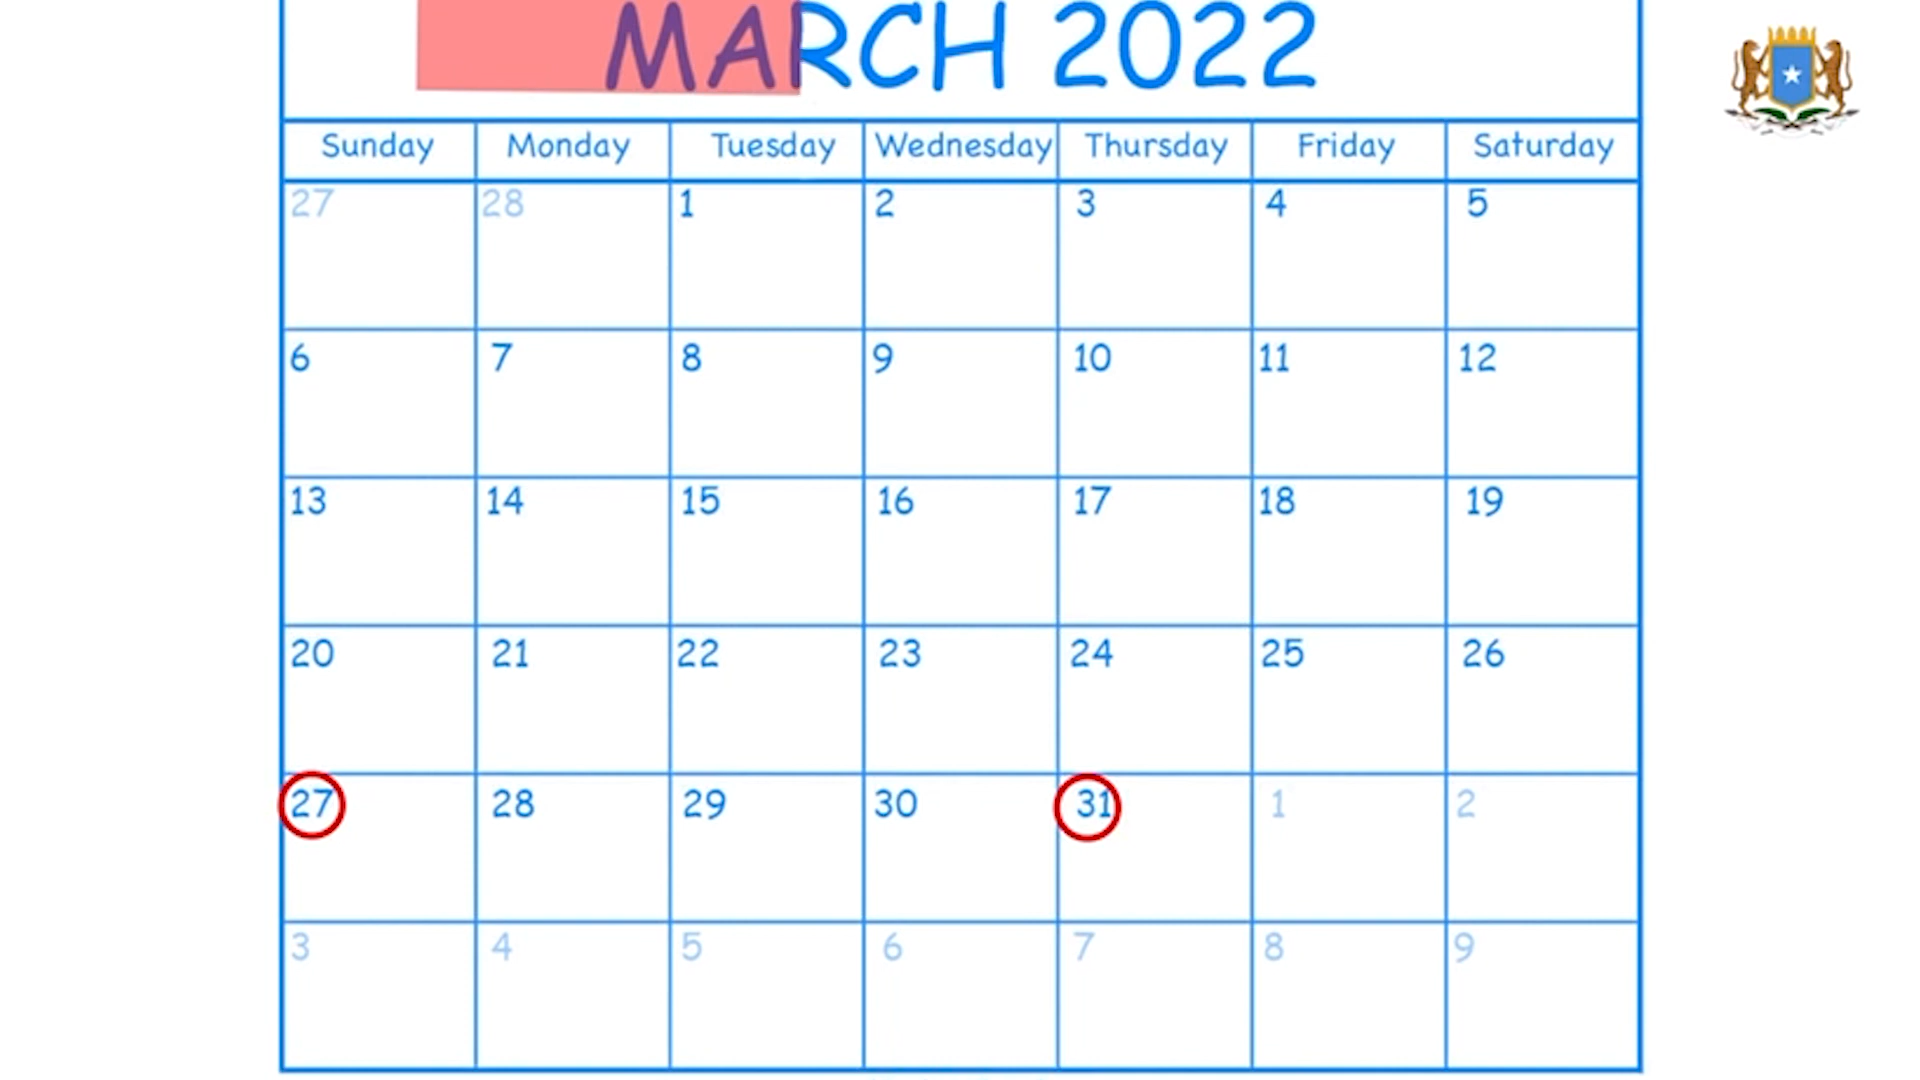 MARCH 2022
Sunday Monday Tuesday Wednesday Thursday Friday Saturday
27 28 1 2 3 4 5
6 7 8 9 10 11 12
13 14 15 16 17 18 19
20 21 22 23 24 25 26
27 28 29 30 31 1 2
3 4 5 6 7 8 9